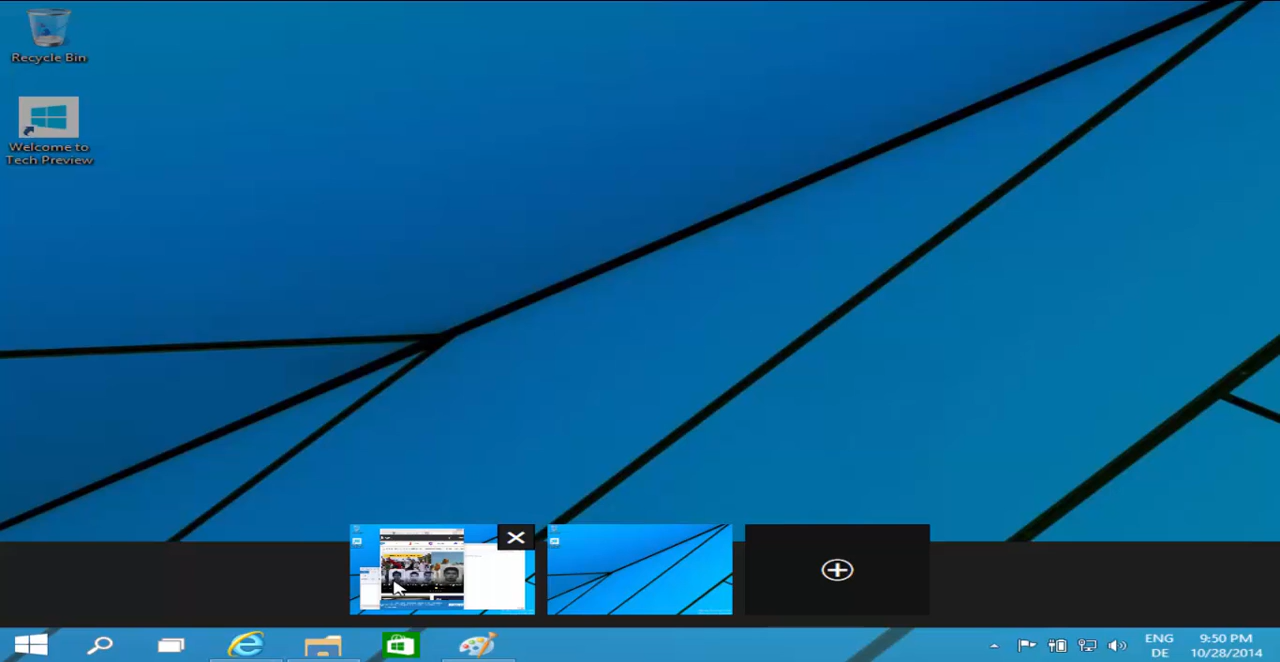 Recycle Bin
Welcome to
Tech Preview
ENG
DE
9:50 PM
10/28/2014